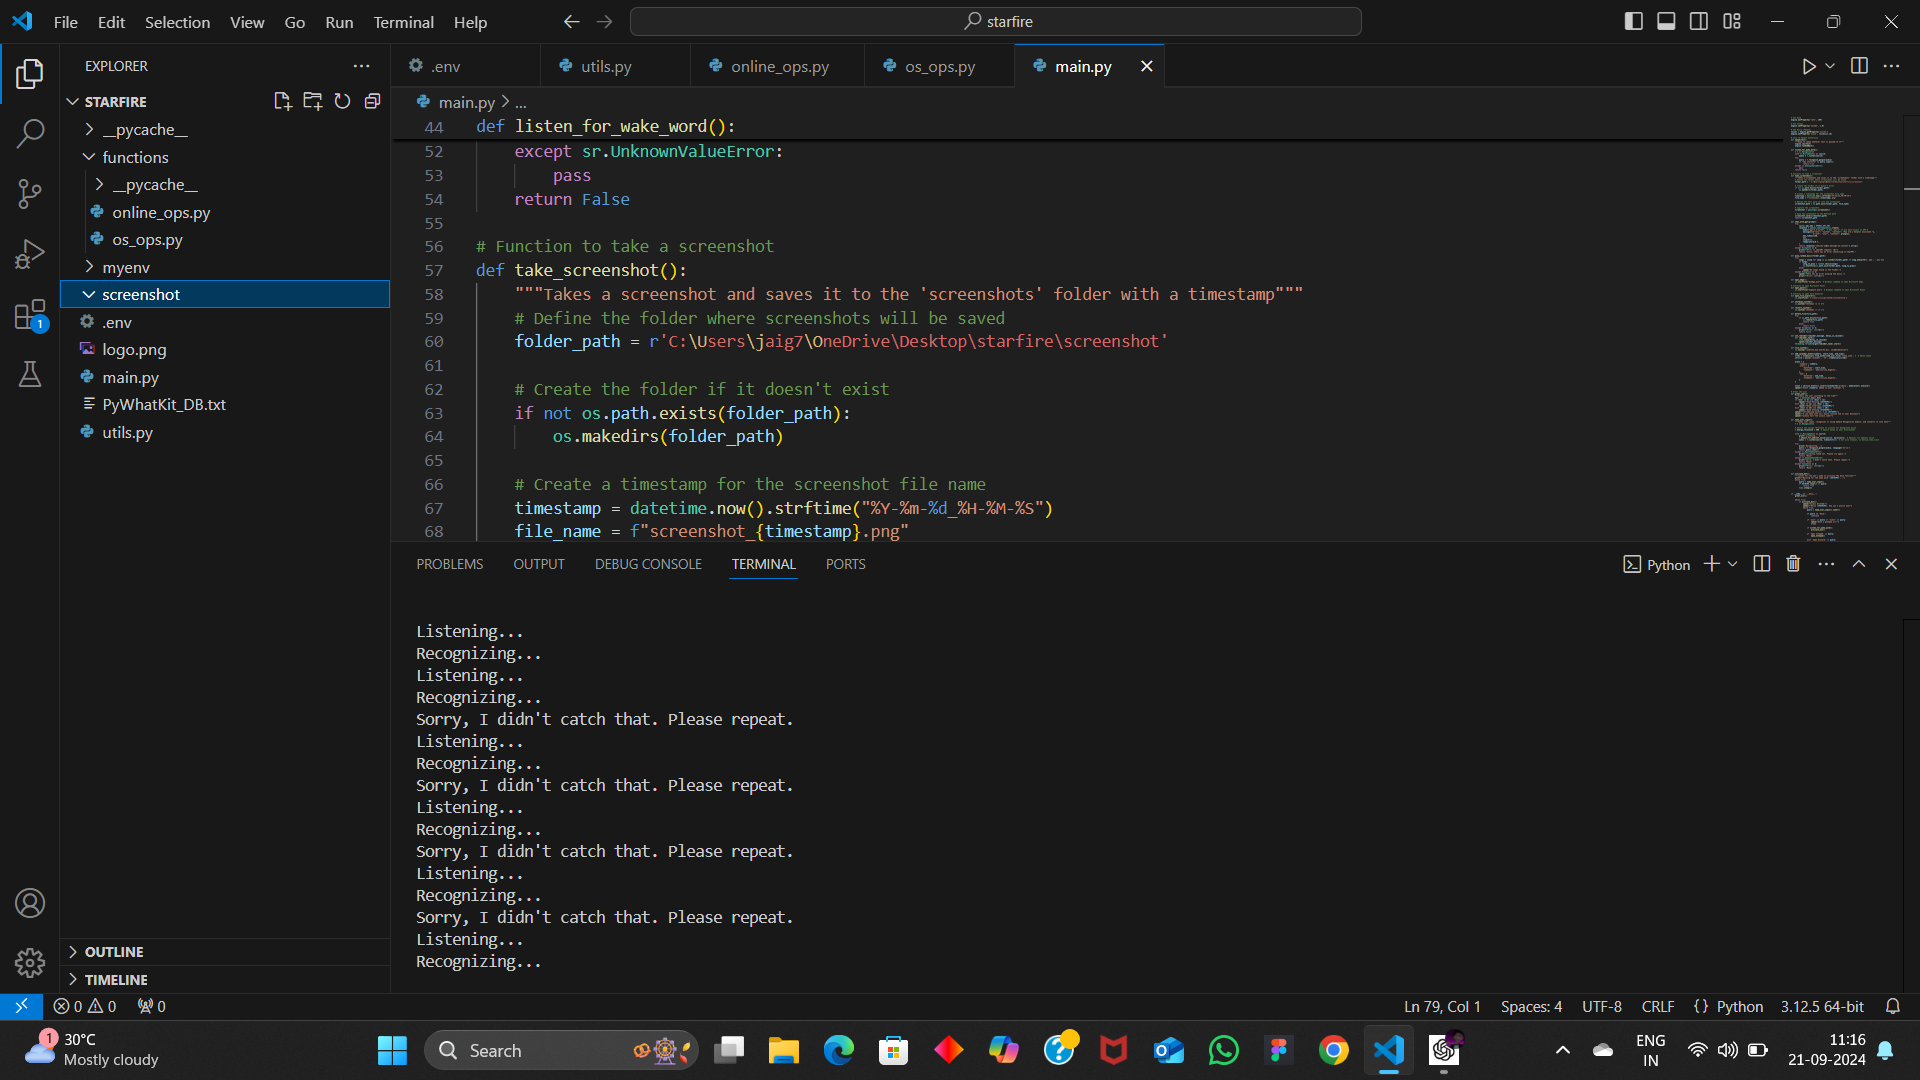 File Edit Selection View Go Run Terminal Help
starfire
EXPLORER
STARFIRE
__pycache__
functions
__pycache__
online_ops.py
os_ops.py
myenv
screenshot
.env
logo.png
main.py
PyWhatKit_DB.txt
utils.py
OUTLINE
TIMELINE
1
.env utils.py online_ops.py os_ops.py main.py
main.py > ...
44 def listen_for_wake_word():
52 except sr.UnknownValueError:
53 pass
54 return False
55
56 # Function to take a screenshot
57 def take_screenshot():
58 """Takes a screenshot and saves it to the 'screenshots' folder with a timestamp"""
59 # Define the folder where screenshots will be saved
60 folder_path = r'C:\Users\jaig7\OneDrive\Desktop\starfire\screenshot'
61
62 # Create the folder if it doesn't exist
63 if not os.path.exists(folder_path):
64 os.makedirs(folder_path)
65
66 # Create a timestamp for the screenshot file name
67 timestamp = datetime.now().strftime("%Y-%m-%d_%H-%M-%S")
68 file_name = f"screenshot_{timestamp}.png"
PROBLEMS OUTPUT DEBUG CONSOLE TERMINAL PORTS
Python
Listening...
Recognizing...
Listening...
Recognizing...
Sorry, I didn't catch that. Please repeat.
Listening...
Recognizing...
Sorry, I didn't catch that. Please repeat.
Listening...
Recognizing...
Sorry, I didn't catch that. Please repeat.
Listening...
Recognizing...
Sorry, I didn't catch that. Please repeat.
Listening...
Recognizing...
0 0 0
Ln 79, Col 1 Spaces: 4 UTF-8 CRLF {} Python 3.12.5 64-bit
1
30°C
Mostly cloudy
Search
ENG
IN
11:16
21-09-2024